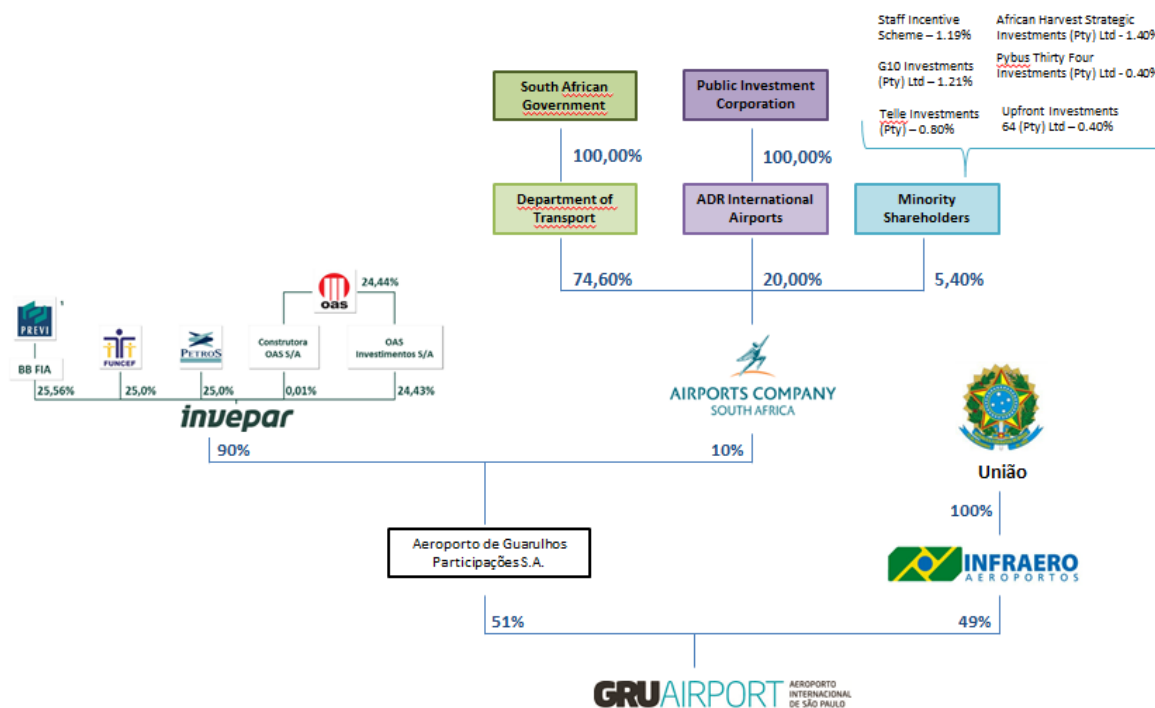 Staff Incentive
Scheme – 1.19%
African Harvest Strategic
Investments (Pty) Ltd - 1.40%
G10 Investments
(Pty) Ltd – 1.21%
Pybus Thirty Four
Investments (Pty) Ltd - 0.40%
Telle Investments
(Pty) – 0.80%
Upfront Investments
64 (Pty) Ltd – 0.40%
South African
Government
Public Investment
Corporation
100,00%
100,00%
Department of
Transport
ADR International
Airports
Minority
Shareholders
74,60%
20,00%
5,40%
oas
24,44%
PREVI
1
FUNCEF
PETROS
Construtora
OAS S/A
OAS
Investimentos S/A
BB FIA
25,56%
25,0%
25,0%
0,01%
24,43%
invepar
AIRPORTS COMPANY
SOUTH AFRICA
90%
10%
União
100%
Aeroporto de Guarulhos
Participações S.A.
INFRAERO
AEROPORTOS
51%
49%
GRUAIRPORT
AEROPORTO
INTERNACIONAL
DE SÃO PAULO